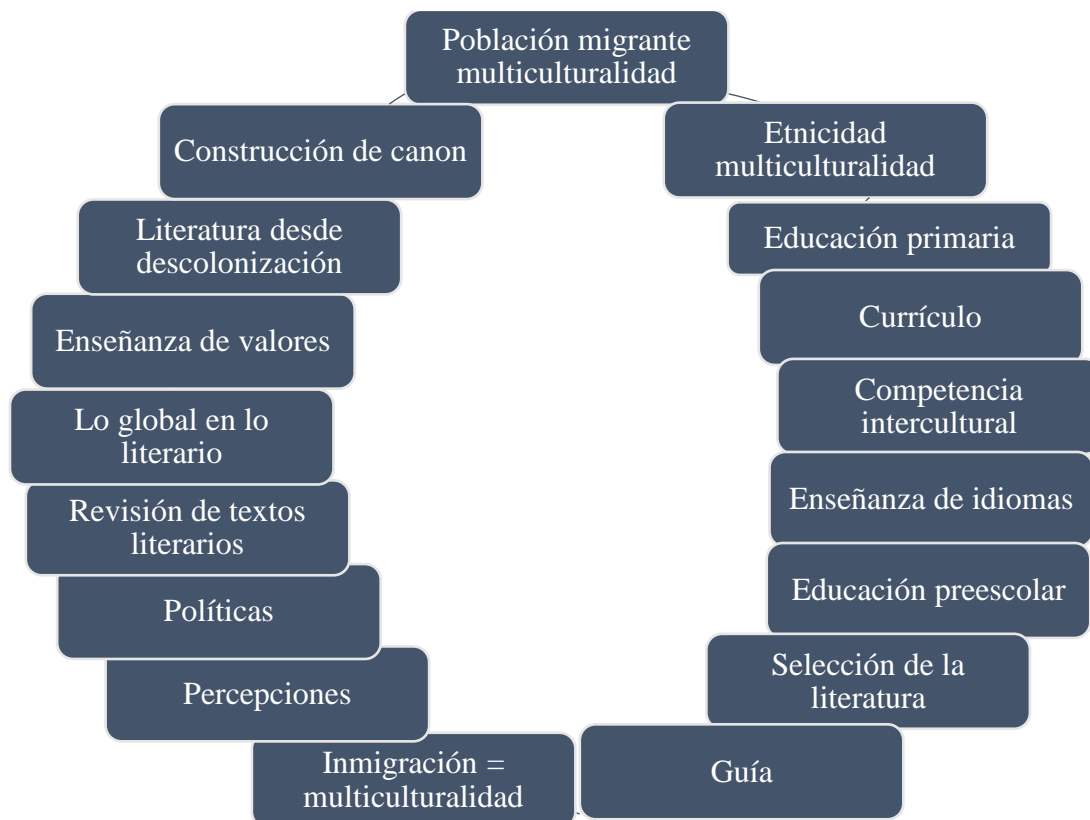 Población migrante
multiculturalidad
Etnicidad
multiculturalidad
Educación primaria
Currículo
Competencia
intercultural
Enseñanza de idiomas
Educación preescolar
Selección de la
literatura
Guía
Inmigración =
multiculturalidad
Percepciones
Políticas
Revisión de textos
literarios
Lo global en lo
literario
Enseñanza de valores
Literatura desde
descolonización
Construcción de canon